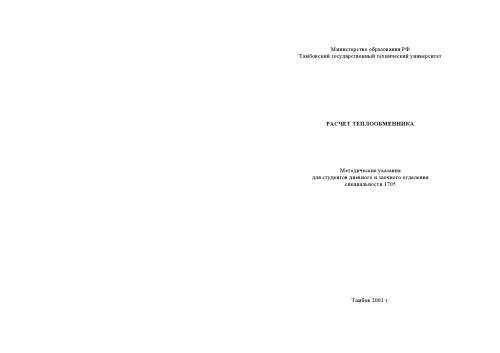 Министерство образования РФ
Тамбовский государственный технический университет
РАСЧЕТ ТЕПЛООБМЕННИКА
Методические указания
для студентов дневного и заочного отделения
специальности 1705
Тамбов 2001 г.